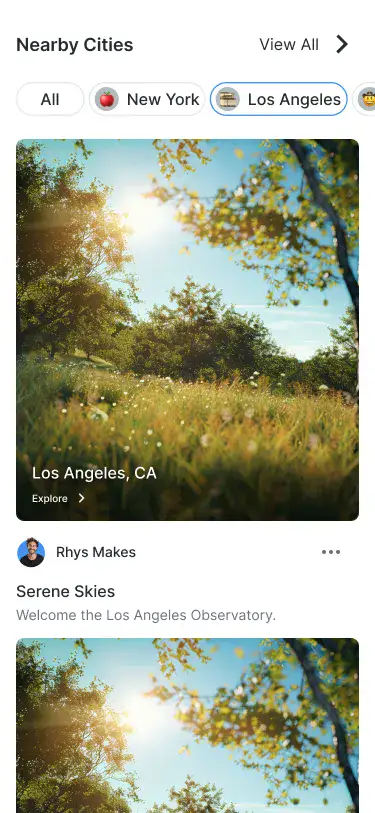 Nearby Cities View All
All New York Los Angeles
Los Angeles, CA
Explore
Rhys Makes
Serene Skies
Welcome the Los Angeles Observatory.